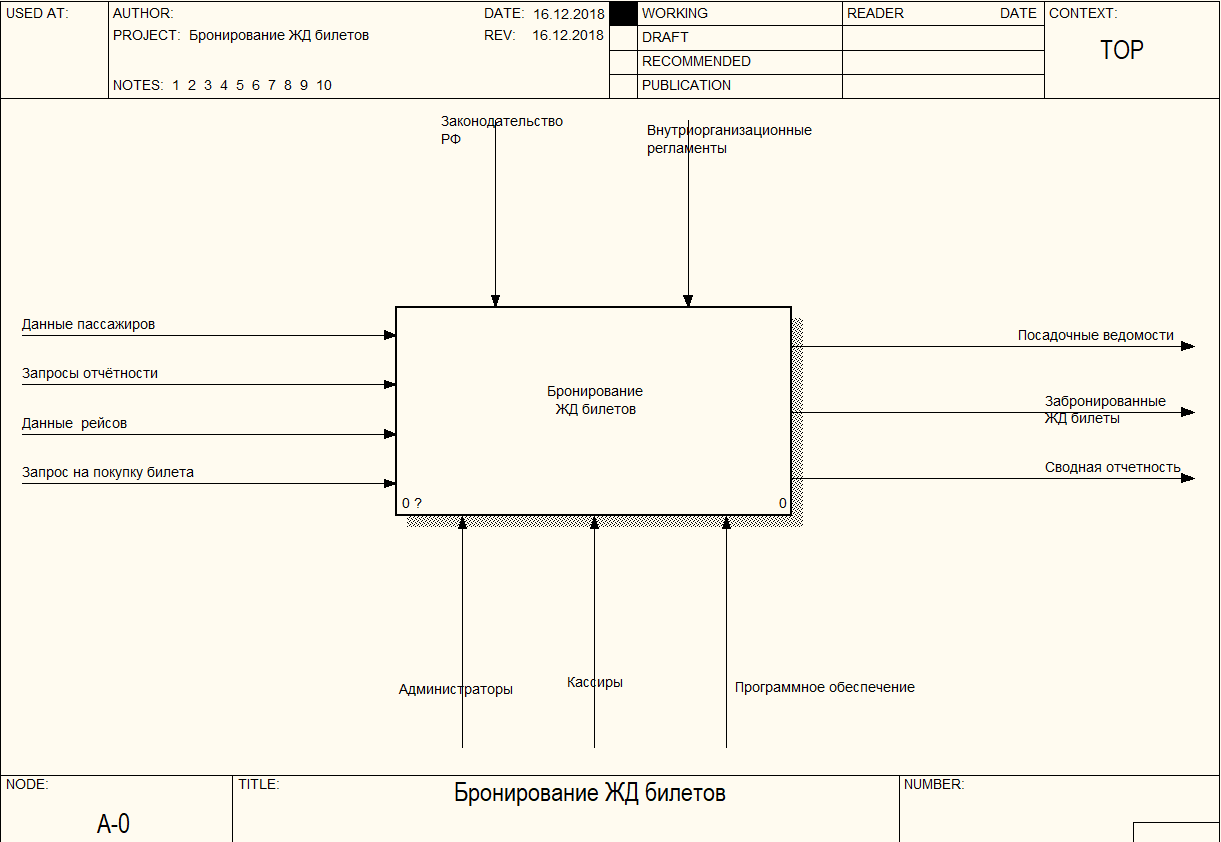 USED AT:
AUTHOR:
DATE: 16.12.2018
WORKING
READER
DATE
CONTEXT:
PROJECT: Бронирование ЖД билетов
REV: 16.12.2018
DRAFT
TOP
RECOMMENDED
NOTES: 1 2 3 4 5 6 7 8 9 10
PUBLICATION
Законодательство
РФ
Внутриорганизационные
регламенты
Данные пассажиров
Запросы отчётности
Данные рейсов
Запрос на покупку билета
Бронирование
ЖД билетов
0 ?
0
Посадочные ведомости
Забронированные
ЖД билеты
Сводная отчетность
Администраторы
Кассиры
Программное обеспечение
NODE:
A-0
TITLE:
Бронирование ЖД билетов
NUMBER: